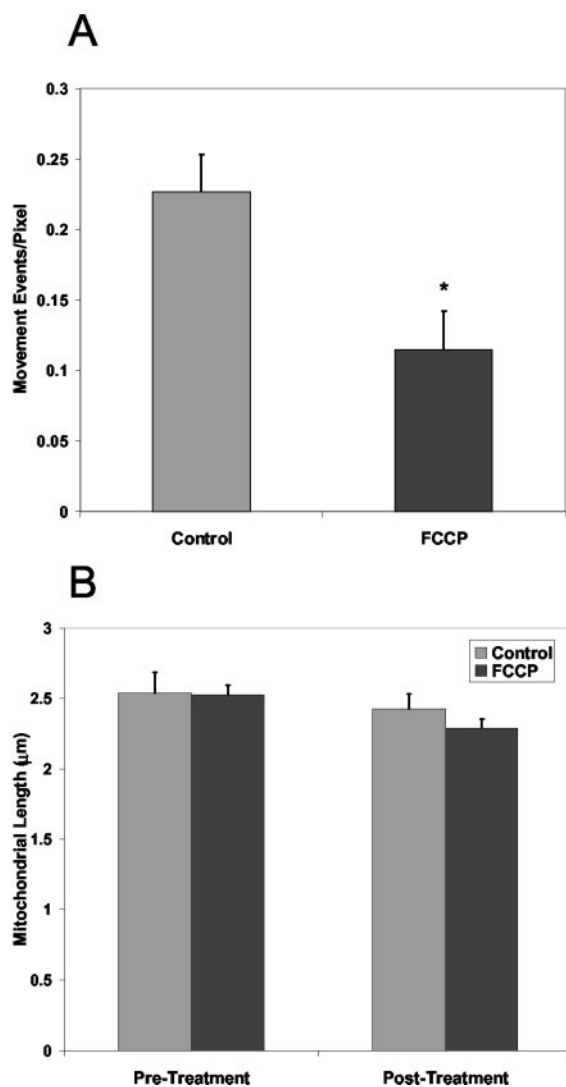 A
0.3
0.25
0.2
0.15
0.1
0.05
0
Movement Events/Pixel
*
Control FCCP
B
3
2.5
2
1.5
1
0.5
0
Mitochondrial Length (μm)
Control
FCCP
Pre-Treatment Post-Treatment